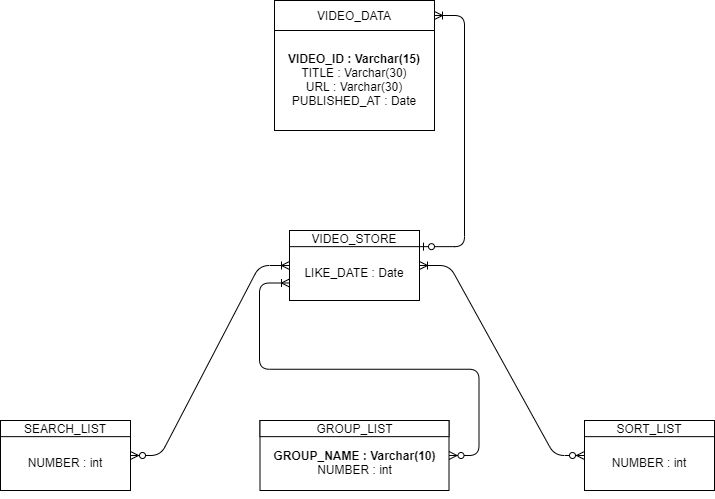 VIDEO_DATA
VIDEO_ID : Varchar(15)
TITLE : Varchar(30)
URL : Varchar(30)
PUBLISHED_AT : Date
VIDEO_STORE
LIKE_DATE : Date
SEARCH_LIST
NUMBER : int
GROUP_LIST
GROUP_NAME : Varchar(10)
NUMBER : int
SORT_LIST
NUMBER : int